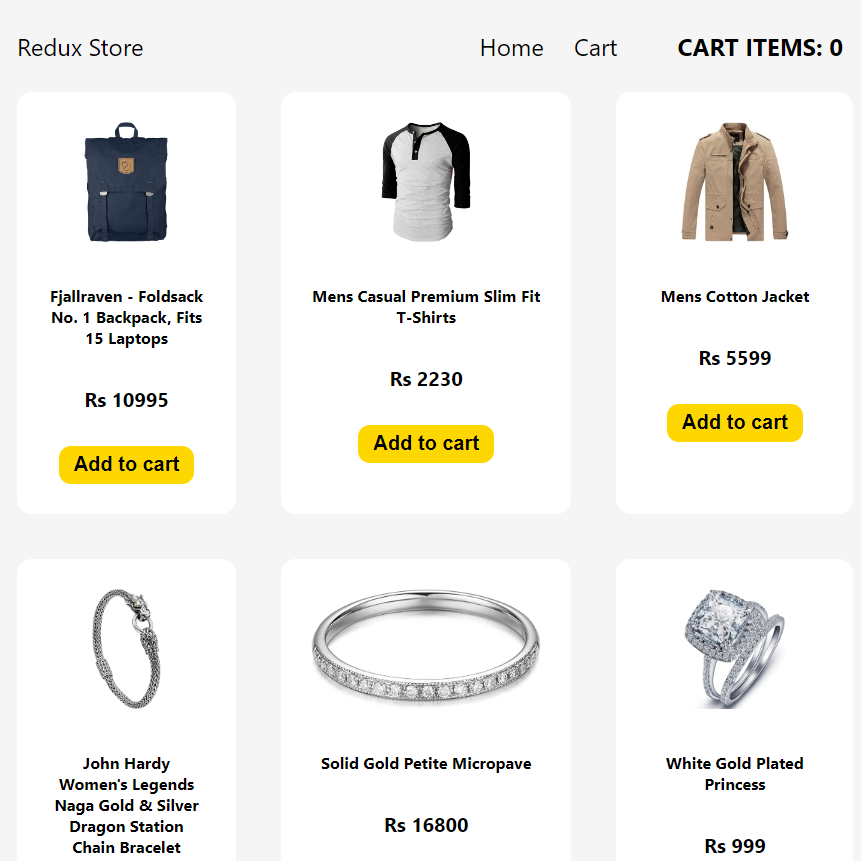 Redux Store
Home
Cart
CART ITEMS: 0
Fjallraven - Foldsack
No. 1 Backpack, Fits
15 Laptops
Rs 10995
Add to cart
Mens Casual Premium Slim Fit
T-Shirts
Rs 2230
Add to cart
Mens Cotton Jacket
Rs 5599
Add to cart
John Hardy
Women's Legends
Naga Gold & Silver
Dragon Station
Chain Bracelet
Solid Gold Petite Micropave
Rs 16800
White Gold Plated
Princess
Rs 999